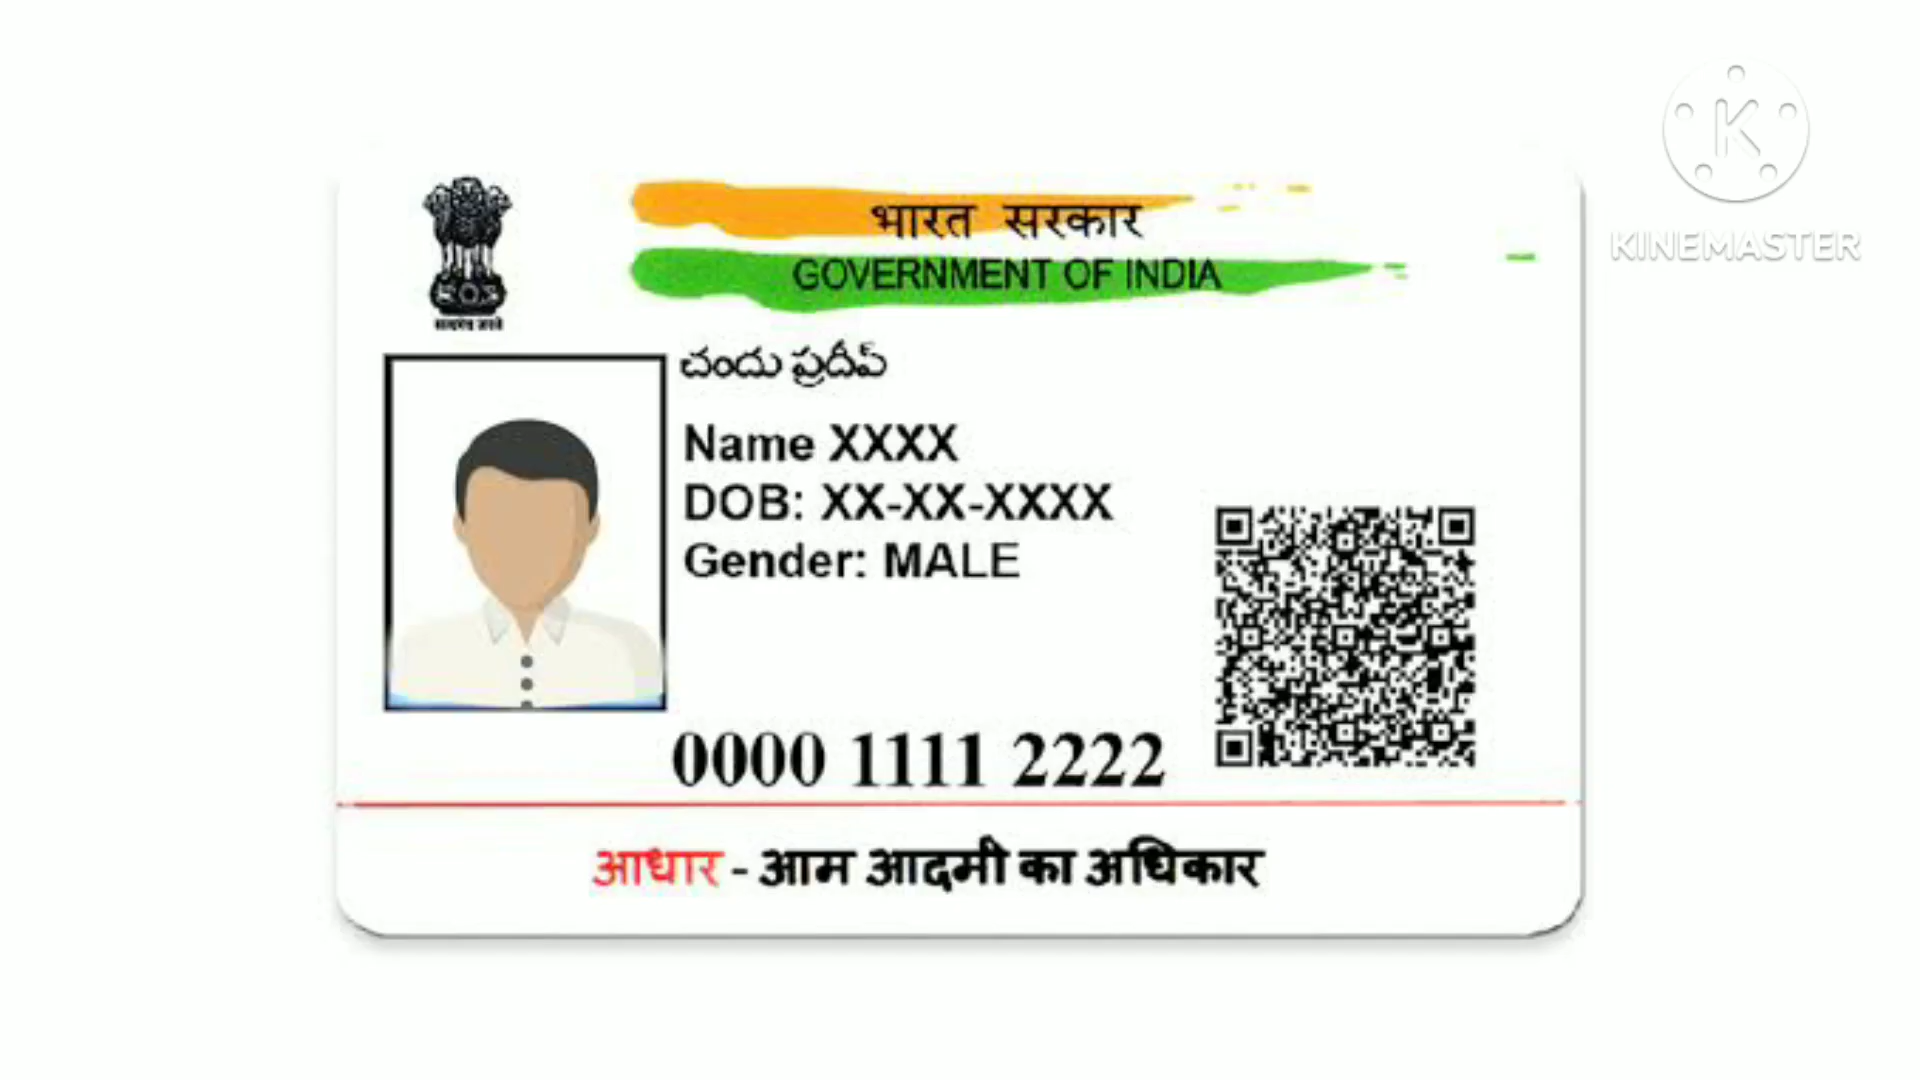 भारत सरकार
GOVERNMENT OF INDIA
KINEMASTER
చందు ప్రదీప్
Name XXXX
DOB: XX-XX-XXXX
Gender: MALE
0000 1111 2222
आधार - आम आदमी का अधिकार